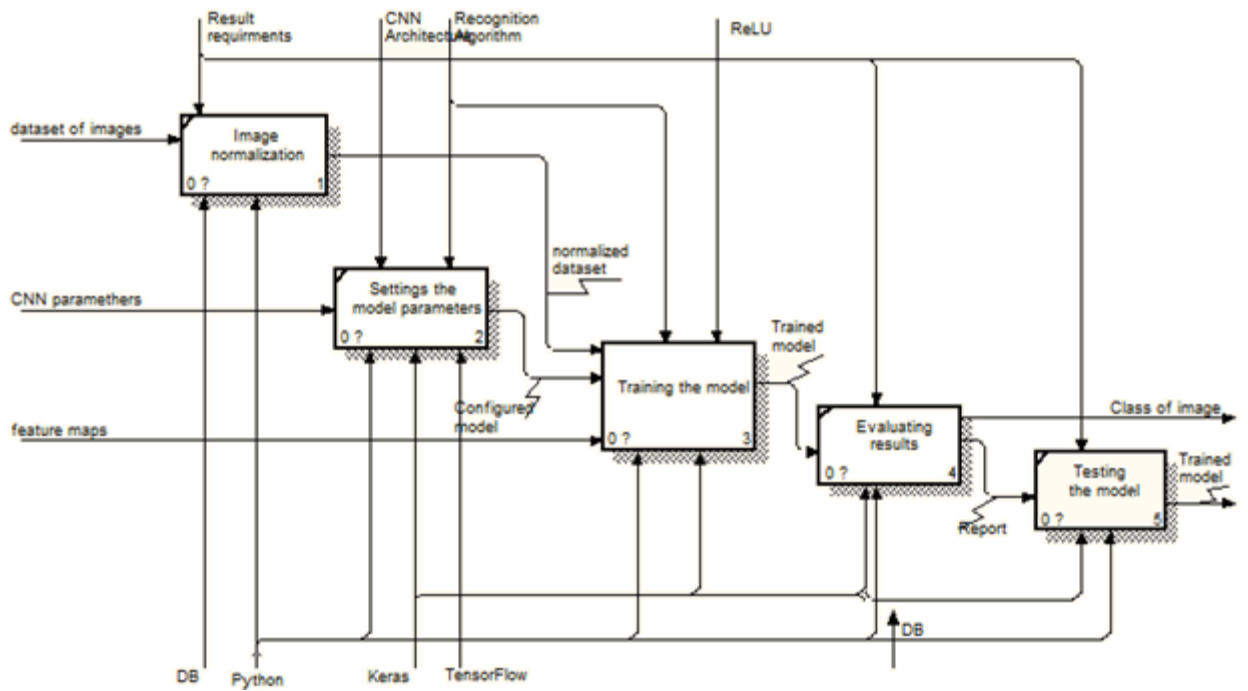 Result
requirments
CNN
Architecture
Recognition
Algorithm
ReLU
dataset of images
Image
normalization
0 ?
1
normalized
dataset
CNN paramethers
Settings the
model parameters
0 ?
2
Configured
model
feature maps
Training the model
0 ?
3
Trained
model
Evaluating
results
0 ?
4
Class of image
Report
Testing
the model
0 ?
5
Trained
model
DB
Python
Keras
TensorFlow
DB